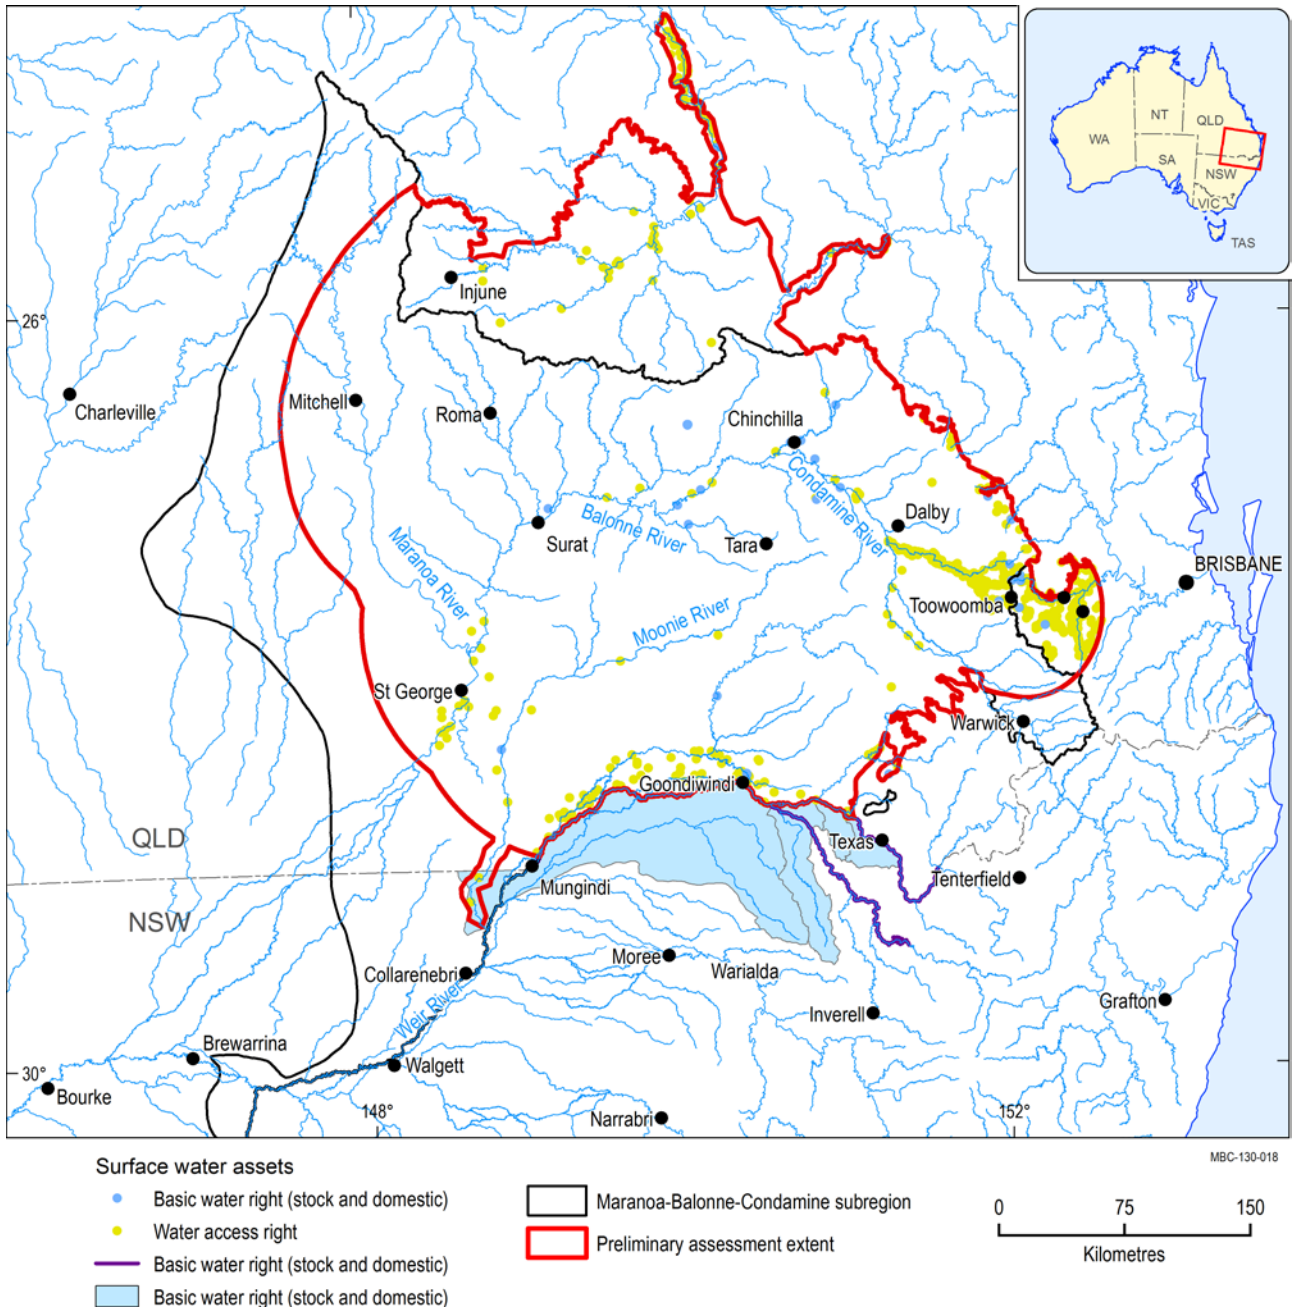 WA
NT
QLD
SA
NSW
VIC
TAS
Injune
26°
Charleville
Mitchell
Roma
Chinchilla
Condamine River
Dalby
Balonne River
Surat
Tara
Maranoa River
BRISBANE
Toowoomba
Moonie River
St George
Warwick
Goondiwindi
QLD
Texas
Mungindi
Tenterfield
NSW
Moree
Warialda
Collarenebri
Weir River
Inverell
Grafton
Brewarrina
Walgett
30°
Bourke
148°
152°
Narrabri
MBC-130-018
Surface water assets
Basic water right (stock and domestic)
Water access right
Basic water right (stock and domestic)
Basic water right (stock and domestic)
Maranoa-Balonne-Condamine subregion
Preliminary assessment extent
0 75 150
Kilometres